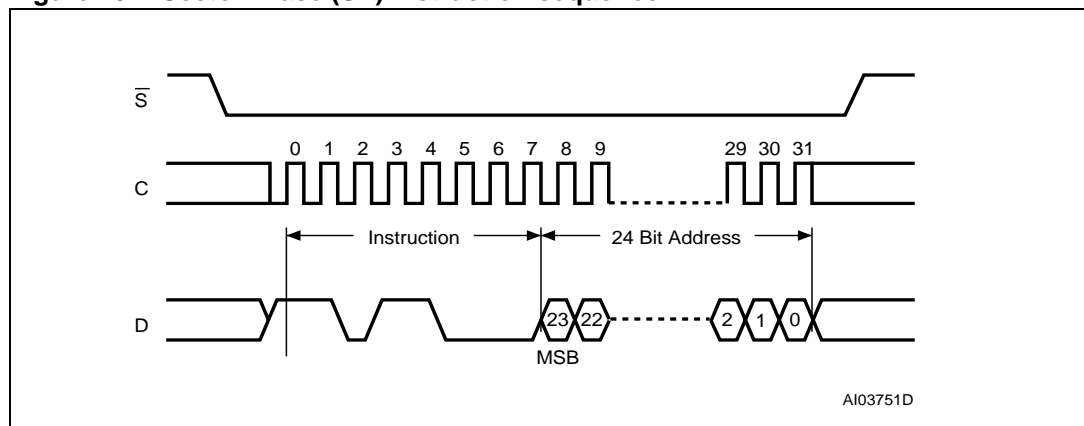 S
0 1 2 3 4 5 6 7 8 9 29 30 31
C
Instruction 24 Bit Address
D 23 22 2 1 0
MSB
AI03751D